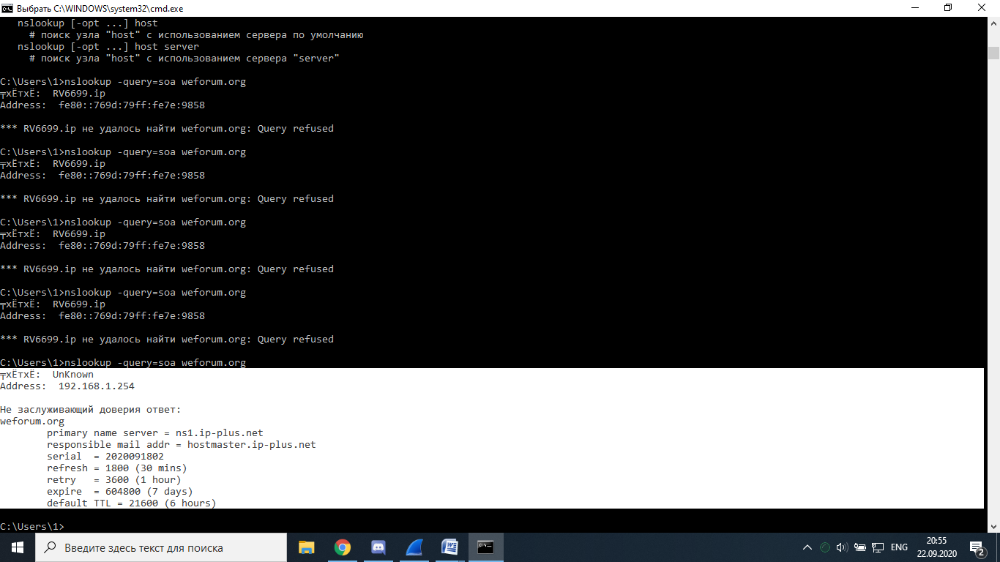 Выбрать C:\WINDOWS\system32\cmd.exe
nslookup [-opt ...] host
# поиск узла "host" с использованием сервера по умолчанию
nslookup [-opt ...] host server
# поиск узла "host" с использованием сервера "server"
C:\Users\1>nslookup -query=soa weforum.org
╤хЁтхЁ:  RV6699.ip
Address:  fe80::769d:79ff:fe7e:9858
*** RV6699.ip не удалось найти weforum.org: Query refused
C:\Users\1>nslookup -query=soa weforum.org
╤хЁтхЁ:  RV6699.ip
Address:  fe80::769d:79ff:fe7e:9858
*** RV6699.ip не удалось найти weforum.org: Query refused
C:\Users\1>nslookup -query=soa weforum.org
╤хЁтхЁ:  RV6699.ip
Address:  fe80::769d:79ff:fe7e:9858
*** RV6699.ip не удалось найти weforum.org: Query refused
C:\Users\1>nslookup -query=soa weforum.org
╤хЁтхЁ:  RV6699.ip
Address:  fe80::769d:79ff:fe7e:9858
*** RV6699.ip не удалось найти weforum.org: Query refused
C:\Users\1>nslookup -query=soa weforum.org
╤хЁтхЁ:  UnKnown
Address:  192.168.1.254
Не заслуживающий доверия ответ:
weforum.org
primary name server = ns1.ip-plus.net
responsible mail addr = hostmaster.ip-plus.net
serial  = 2020091802
refresh = 1800 (30 mins)
retry   = 3600 (1 hour)
expire  = 604800 (7 days)
default TTL = 21600 (6 hours)
C:\Users\1>
Введите здесь текст для поиска
ENG
20:55
22.09.2020
2